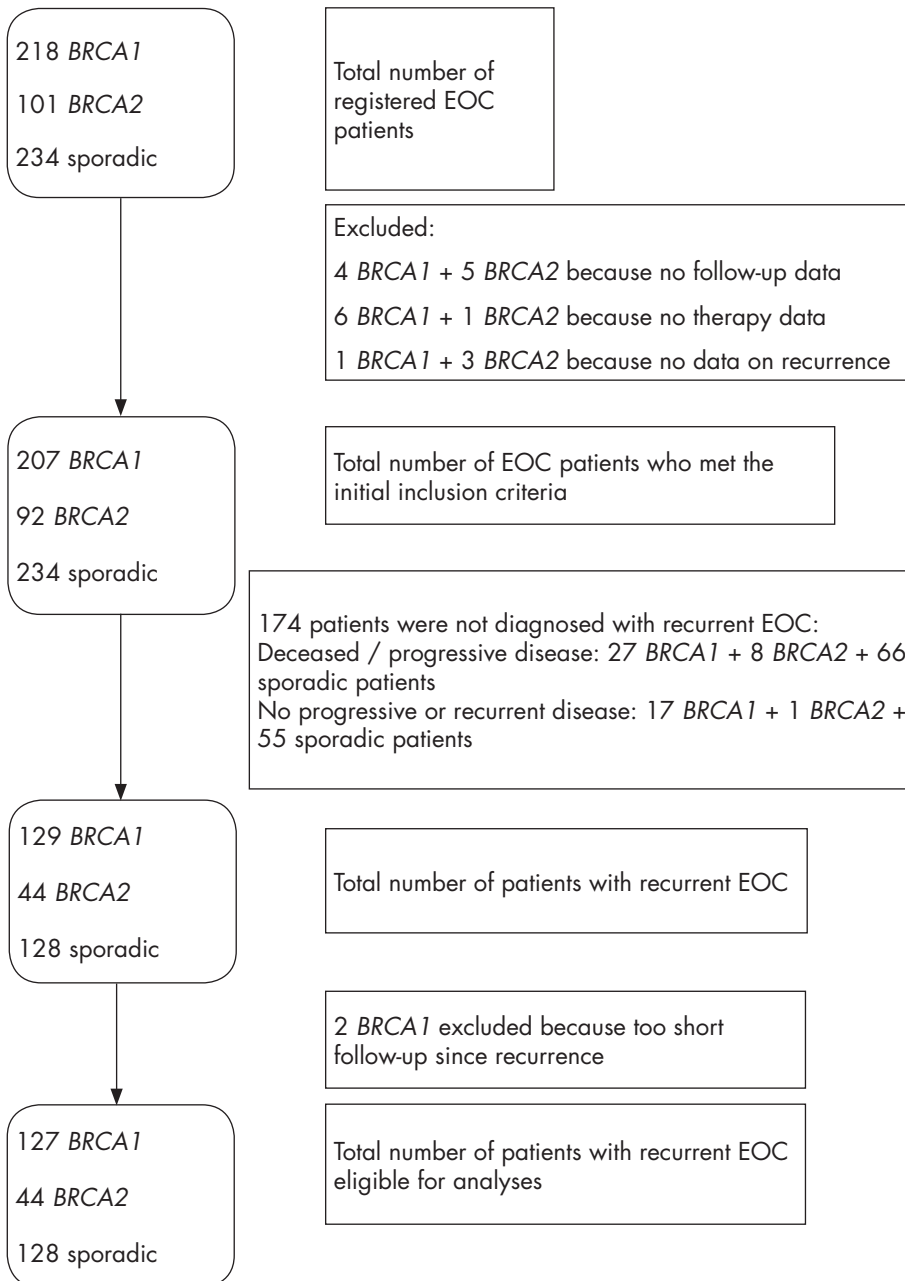 218 BRCA1
101 BRCA2
234 sporadic
Total number of
registered EOC
patients
Excluded:
4 BRCA1 + 5 BRCA2 because no follow-up data
6 BRCA1 + 1 BRCA2 because no therapy data
1 BRCA1 + 3 BRCA2 because no data on recurrence
207 BRCA1
92 BRCA2
234 sporadic
Total number of EOC patients who met the
initial inclusion criteria
174 patients were not diagnosed with recurrent EOC:
Deceased / progressive disease: 27 BRCA1 + 8 BRCA2 + 66
sporadic patients
No progressive or recurrent disease: 17 BRCA1 + 1 BRCA2 +
55 sporadic patients
129 BRCA1
44 BRCA2
128 sporadic
Total number of patients with recurrent EOC
2 BRCA1 excluded because too short
follow-up since recurrence
127 BRCA1
44 BRCA2
128 sporadic
Total number of patients with recurrent EOC
eligible for analyses